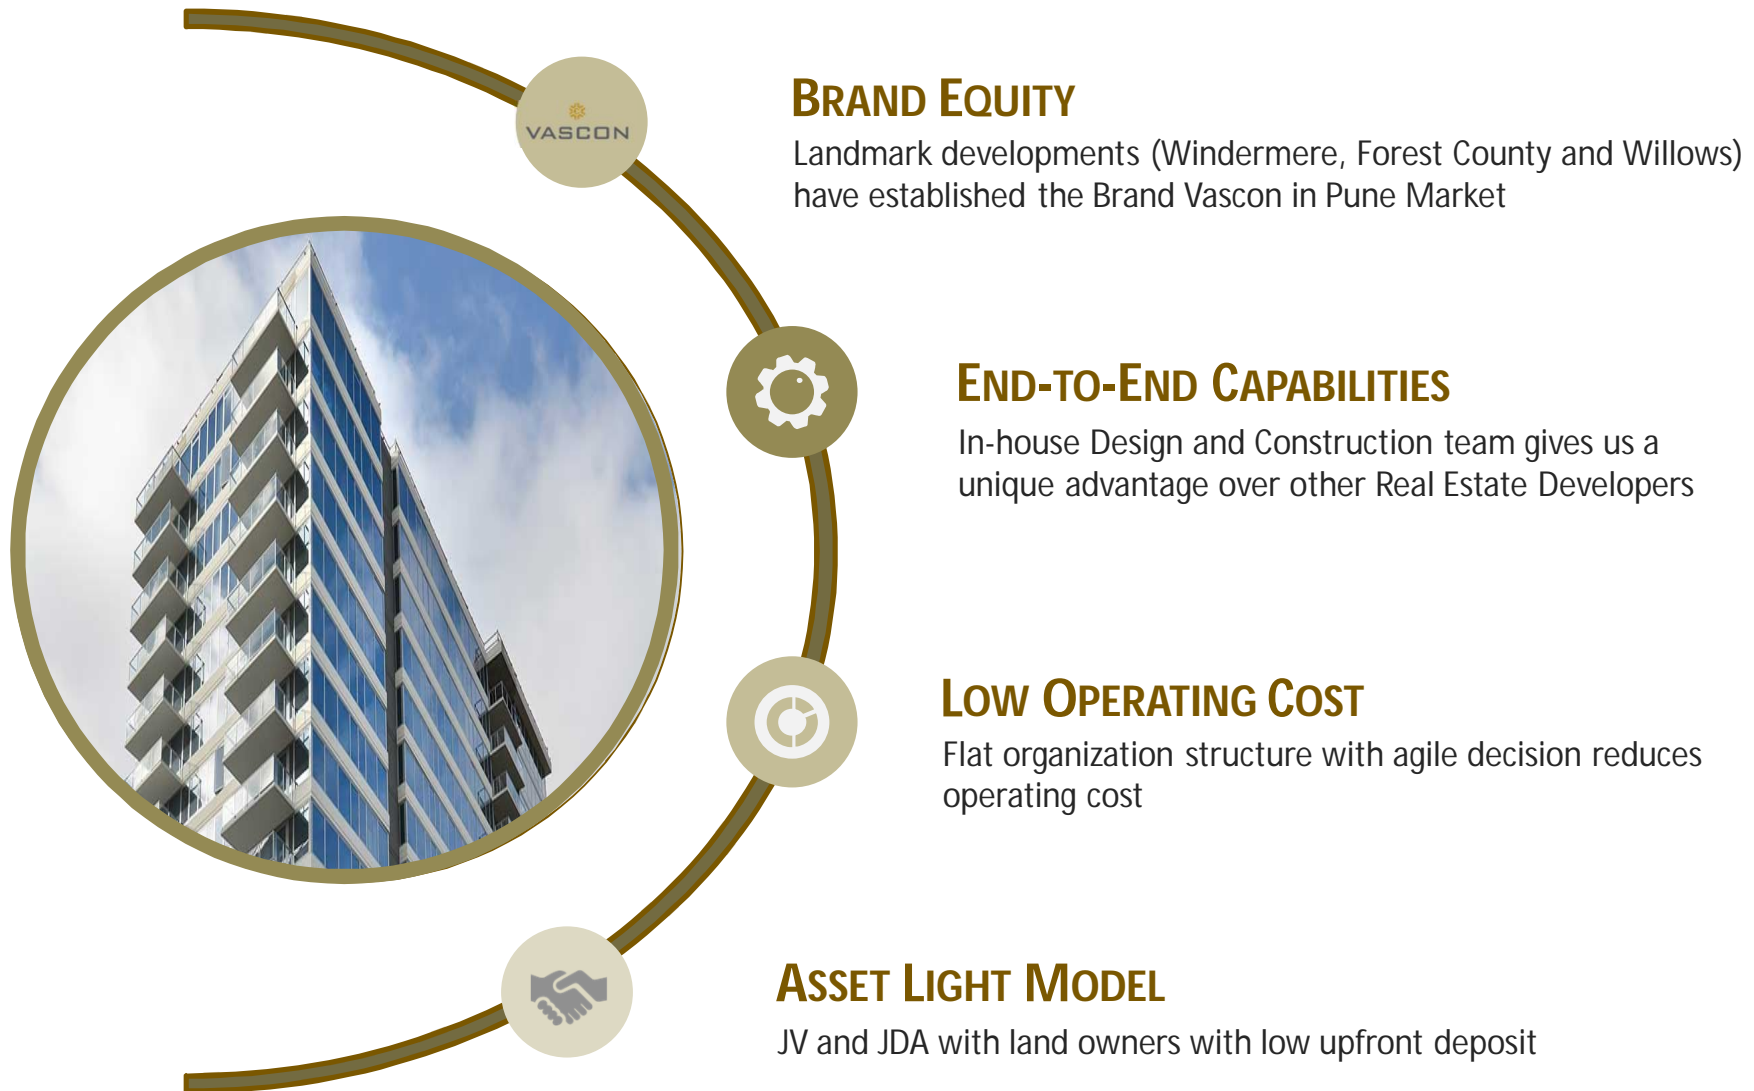 VASCON
BRAND EQUITY
Landmark developments (Windermere, Forest County and Willows)
have established the Brand Vascon in Pune Market
END-TO-END CAPABILITIES
In-house Design and Construction team gives us a
unique advantage over other Real Estate Developers
LOW OPERATING COST
Flat organization structure with agile decision reduces
operating cost
ASSET LIGHT MODEL
JV and JDA with land owners with low upfront deposit